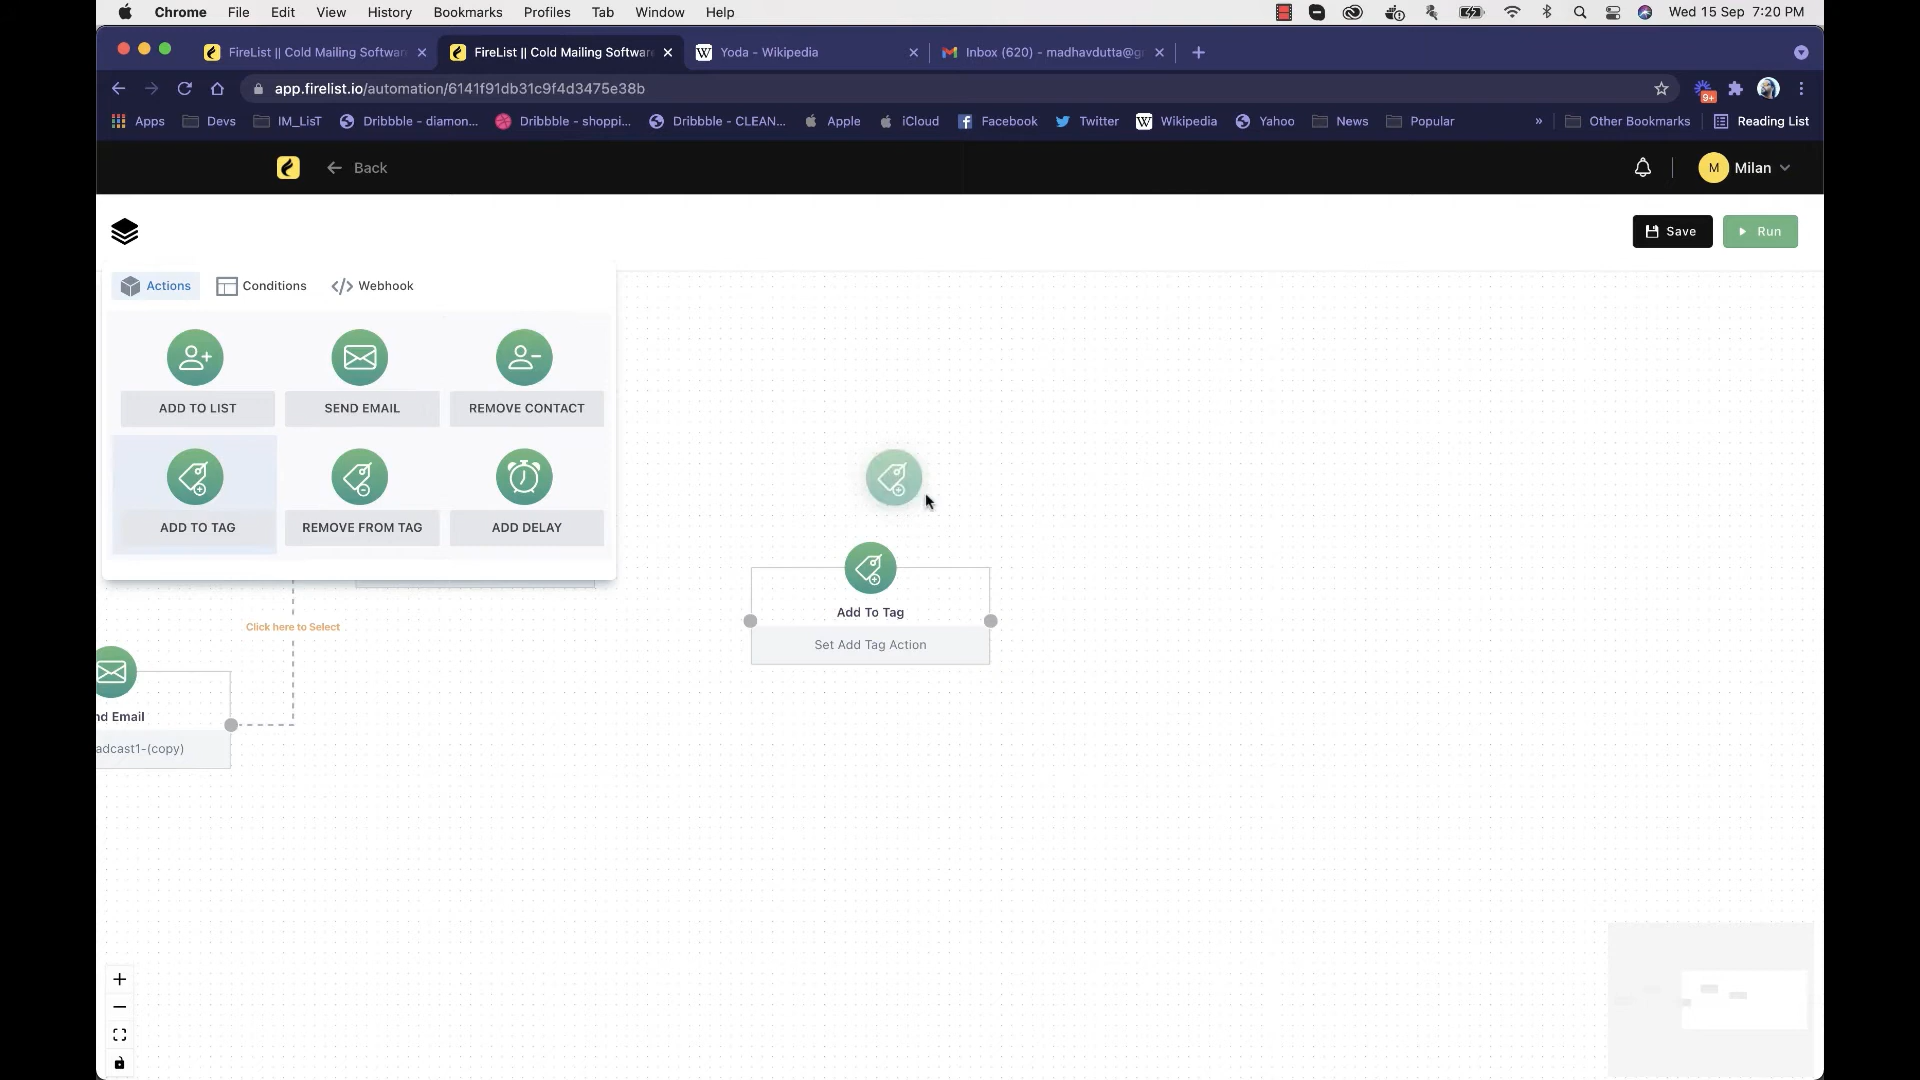 Chrome File Edit View History Bookmarks Profiles Tab Window Help Wed 15 Sep 7:20 PM
FireList || Cold Mailing Softwar FireList || Cold Mailing Software Yoda - Wikipedia Inbox (620) - madhavdutta@g
app.firelist.io/automation/6141f91db31c9f4d3475e38b 9+
Apps Devs IM_LisT Dribbble - diamon... Dribbble - shoppi... Dribbble - CLEAN... Apple iCloud Facebook Twitter Wikipedia Yahoo News Popular » Other Bookmarks Reading List
Back M Milan
Save Run
Actions Conditions Webhook
ADD TO LIST SEND EMAIL REMOVE CONTACT
ADD TO TAG REMOVE FROM TAG ADD DELAY
Add To Tag
Set Add Tag Action
Click here to Select
nd Email
adcast1-(copy)